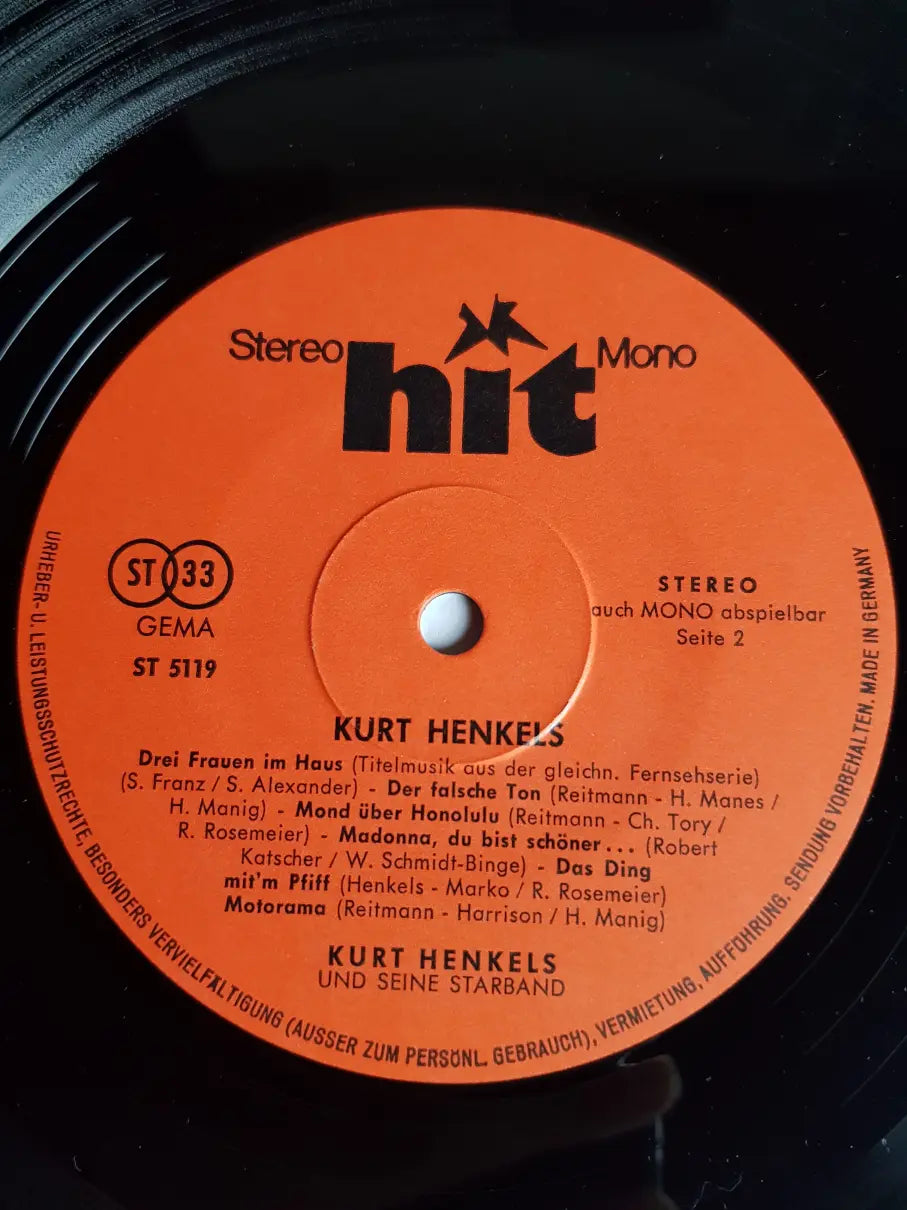 Stereo hit Mono
ST 33
GEMA
ST 5119
STEREO
auch MONO abspielbar
Seite 2
KURT HENKELS
Drei Frauen im Haus (Titelmusik aus der gleichn. Fernsehserie)
(S. Franz / S. Alexander) - Der falsche Ton (Reitmann - H. Manes /
H. Manig) - Mond über Honolulu (Reitmann - Ch. Tory /
R. Rosemeier) - Madonna, du bist schöner ... (Robert
Katscher / W. Schmidt-Binge) - Das Ding
mit'm Pfiff (Henkels - Marko / R. Rosemeier)
Motorama (Reitmann - Harrison / H. Manig)
KURT HENKELS
UND SEINE STARBAND
URHEBER- U. LEISTUNGSSCHUTZRECHTE, BESONDERS VERVIELFÄLTIGUNG (AUSSER ZUM PERSÖNL. GEBRAUCH), VERMIETUNG, AUFFÖHRUNG. SENDUNG VORBEHALTEN. MADE IN GERMANY